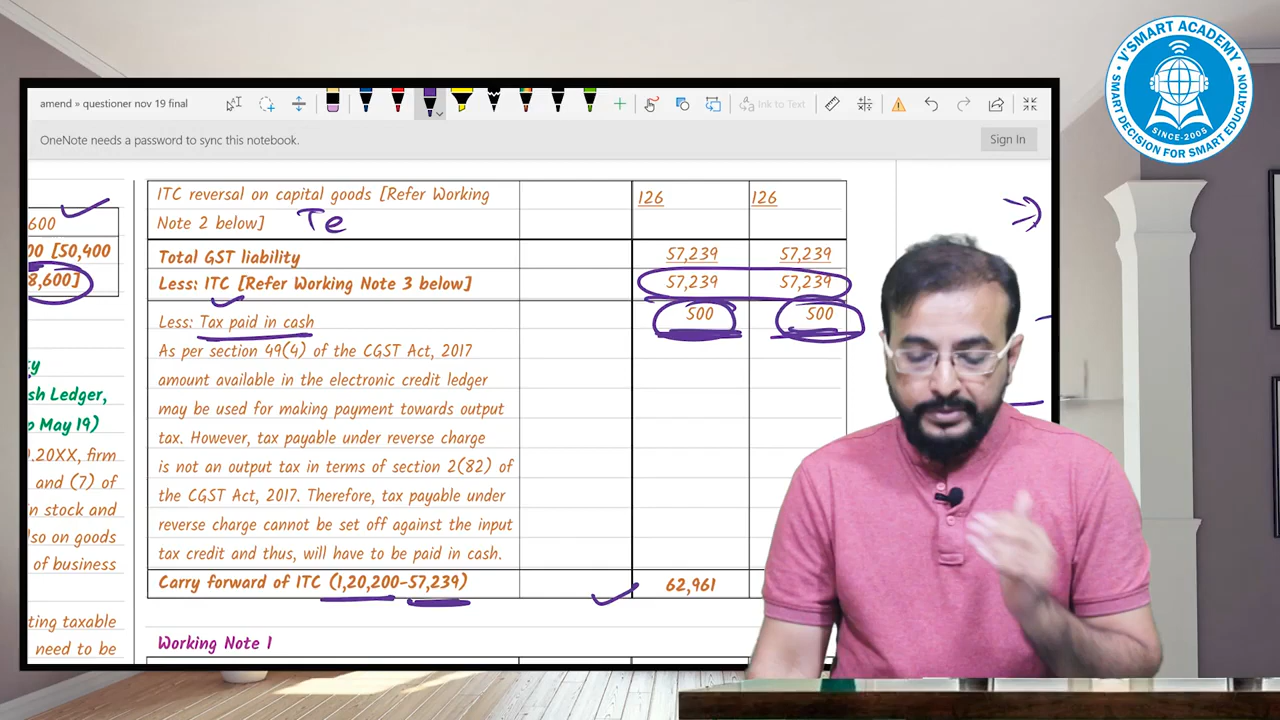 V'SMART ACADEMY
SMART DECISION FOR SMART EDUCATION
SINCE-2005
amend » questioner nov 19 final
Ink to Text
OneNote needs a password to sync this notebook.
Sign In
600
00 [50,400
8,600]
ty
sh Ledger,
o May 19)
.20XX, firm
and (7) of
in stock and
lso on goods
of business
ting taxable
need to be
ITC reversal on capital goods [Refer Working 126 126
Note 2 below] Te
Total GST liability 57,239 57,239
Less: ITC [Refer Working Note 3 below] 57,239 57,239
Less: Tax paid in cash 500 500
As per section 49(4) of the CGST Act, 2017
amount available in the electronic credit ledger
may be used for making payment towards output
tax. However, tax payable under reverse charge
is not an output tax in terms of section 2(82) of
the CGST Act, 2017. Therefore, tax payable under
reverse charge cannot be set off against the input
tax credit and thus, will have to be paid in cash.
Carry forward of ITC (1,20,200-57,239) 62,961
Working Note 1